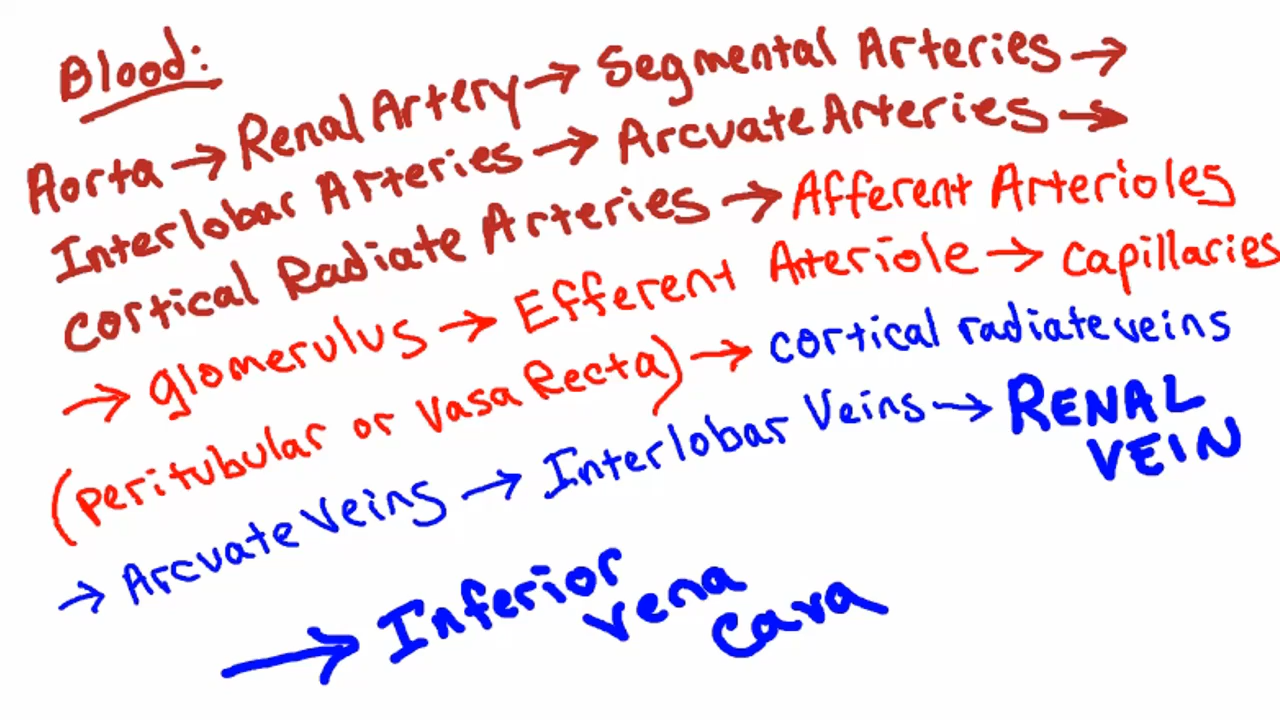 Blood:
Aorta → Renal Artery → Segmental Arteries →
Interlobar Arteries → Arcuate Arteries →
cortical Radiate Arteries → Afferent Arterioles
→ glomerulus → Efferent Arteriole → capillaries
(peritubular or vasa Recta) → cortical radiate veins
→ Arcuate veins → Interlobar Veins → RENAL
VEIN
→ Inferior
vena
cava